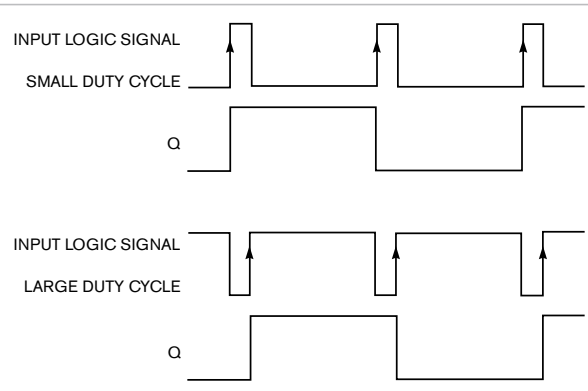 INPUT LOGIC SIGNAL
SMALL DUTY CYCLE
Q
INPUT LOGIC SIGNAL
LARGE DUTY CYCLE
Q